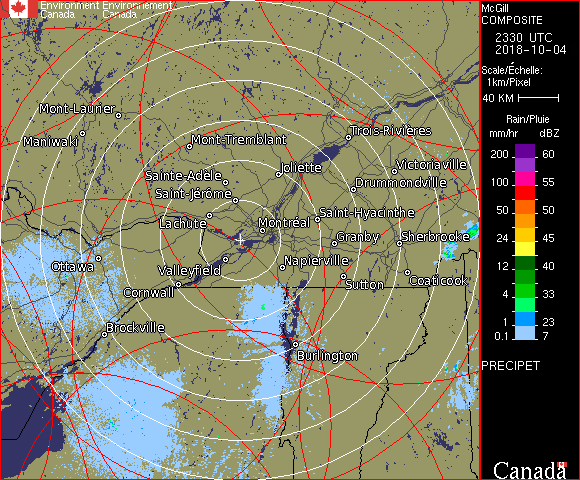 Environment Environnement
Canada Canada
McGill
COMPOSITE
2330 UTC
2018-10-04
Scale/Échelle:
1km/Pixel
40 KM
Rain/Pluie
mm/hr dBZ
200 60
100 55
50 50
24 45
12 40
4 33
1 23
0.1 7
PRECIPET
Canada
Mont-Laurier
Maniwaki
Mont-Tremblant
Trois-Rivières
Joliette
Victoriaville
Sainte-Adèle
Drummondville
Saint-Jérôme
Saint-Hyacinthe
Lachute
Montréal
Granby
Sherbrooke
Ottawa
Valleyfield
Napierville
Sutton
Coaticook
Cornwall
Brockville
Burlington